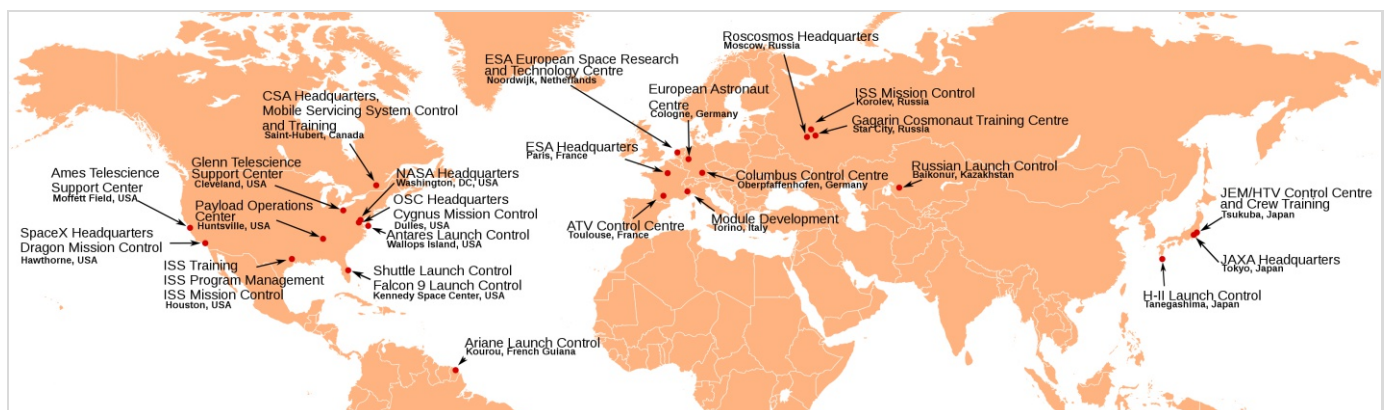 Roscosmos Headquarters
Moscow, Russia
ESA European Space Research
and Technology Centre
Noordwijk, Netherlands
European Astronaut
Centre
Cologne, Germany
ISS Mission Control
Korolev, Russia
Gagarin Cosmonaut Training Centre
Star City, Russia
CSA Headquarters,
Mobile Servicing System Control
and Training
Saint-Hubert, Canada
ESA Headquarters
Paris, France
Glenn Telescience
Support Center
Cleveland, USA
NASA Headquarters
Washington, DC, USA
Columbus Control Centre
Oberpfaffenhofen, Germany
Russian Launch Control
Baikonur, Kazakhstan
Ames Telescience
Support Center
Moffett Field, USA
OSC Headquarters
Cygnus Mission Control
Dulles, USA
JEM/HTV Control Centre
and Crew Training
Tsukuba, Japan
Payload Operations
Center
Huntsville, USA
Antares Launch Control
Wallops Island, USA
ATV Control Centre
Toulouse, France
Module Development
Torino, Italy
SpaceX Headquarters
Dragon Mission Control
Hawthorne, USA
ISS Training
ISS Program Management
ISS Mission Control
Houston, USA
Shuttle Launch Control
Falcon 9 Launch Control
Kennedy Space Center, USA
JAXA Headquarters
Tokyo, Japan
H-II Launch Control
Tanegashima, Japan
Ariane Launch Control
Kourou, French Guiana